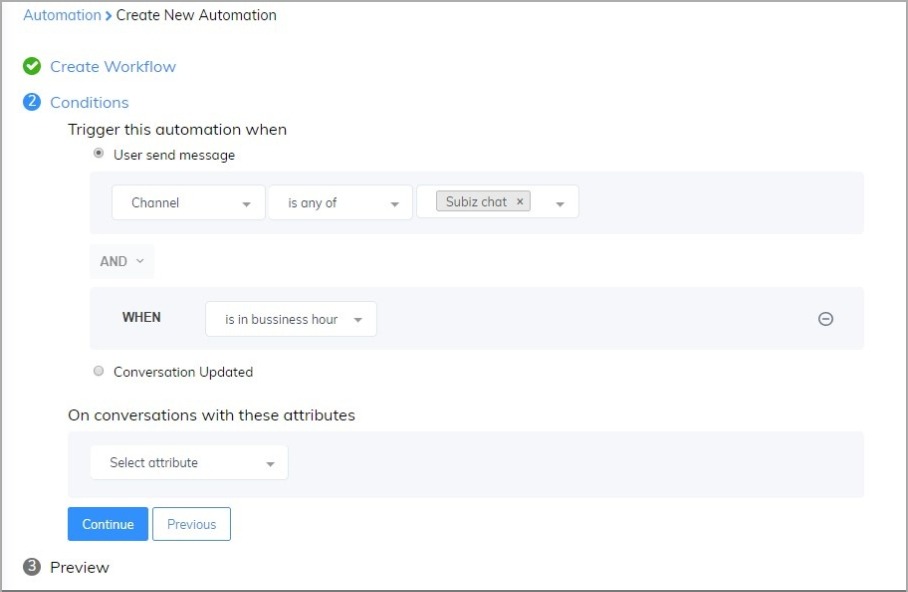 Automation > Create New Automation
Create Workflow
2 Conditions
Trigger this automation when
User send message
Channel is any of Subiz chat ×
AND
WHEN is in bussiness hour
Conversation Updated
On conversations with these attributes
Select attribute
Continue Previous
3 Preview